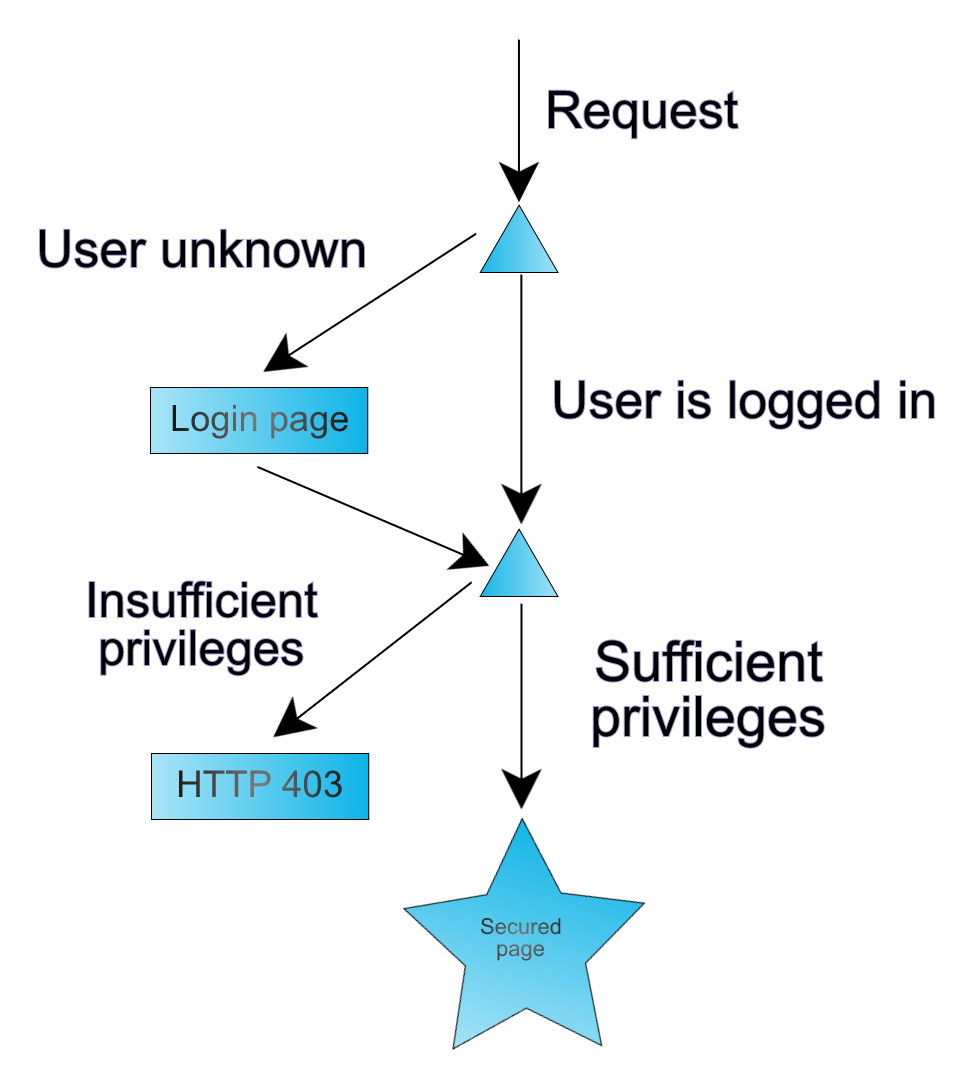 Request
User unknown
User is logged in
Login page
Insufficient
privileges
Sufficient
privileges
HTTP 403
Secured
page